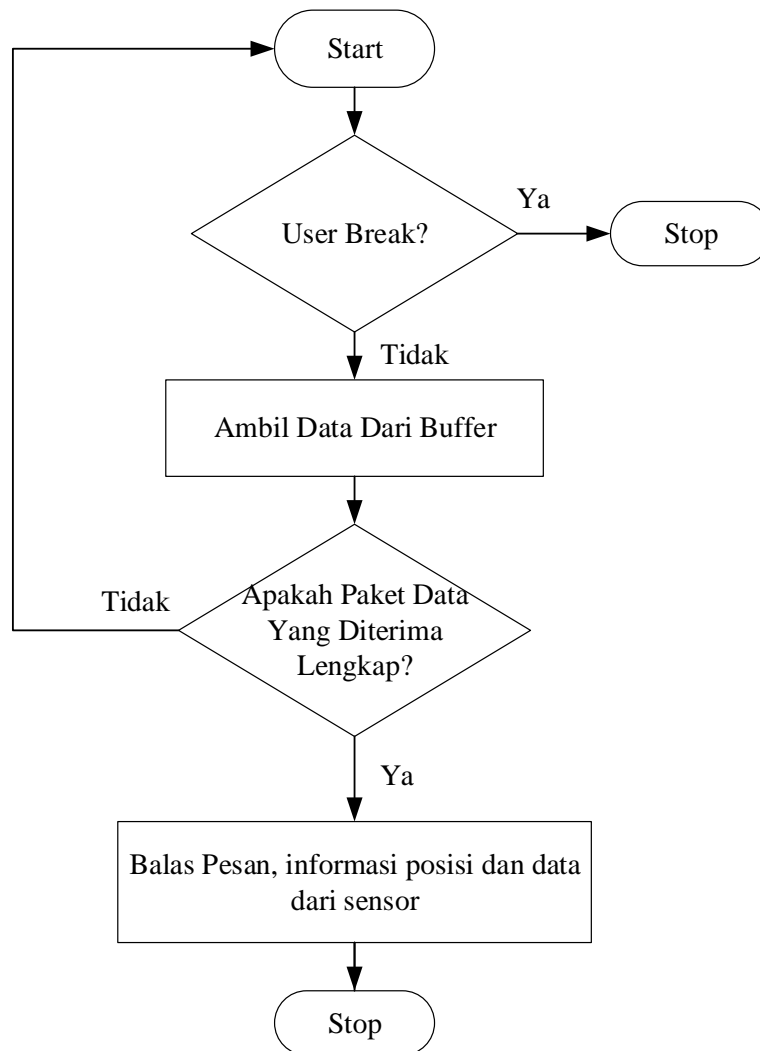 Start
User Break?
Ya
Stop
Tidak
Ambil Data Dari Buffer
Apakah Paket Data
Yang Diterima
Lengkap?
Tidak
Ya
Balas Pesan, informasi posisi dan data
dari sensor
Stop